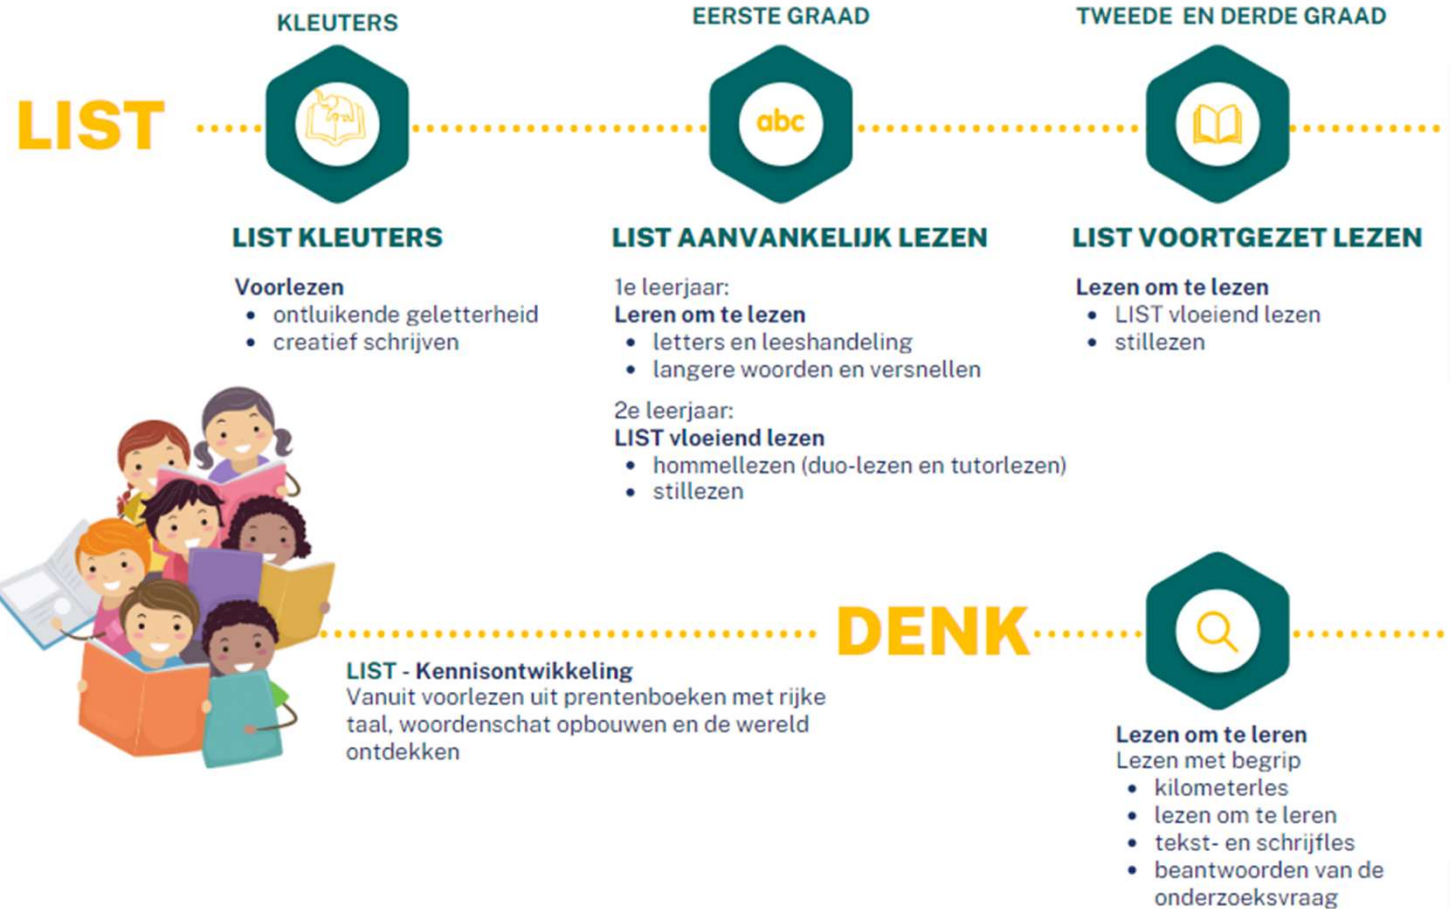 KLEUTERS
EERSTE GRAAD
TWEEDE EN DERDE GRAAD
LIST
abc
LIST KLEUTERS
Voorlezen
• ontluikende geletterheid
• creatief schrijven
LIST AANVANKELIJK LEZEN
1e leerjaar:
Leren om te lezen
• letters en leeshandeling
• langere woorden en versnellen
2e leerjaar:
LIST vloeiend lezen
• hommellezen (duo-lezen en tutorlezen)
• stillezen
LIST VOORTGEZET LEZEN
Lezen om te lezen
• LIST vloeiend lezen
• stillezen
DENK
LIST - Kennisontwikkeling
Vanuit voorlezen uit prentenboeken met rijke
taal, woordenschat opbouwen en de wereld
ontdekken
Lezen om te leren
Lezen met begrip
• kilometerles
• lezen om te leren
• tekst- en schrijfles
• beantwoorden van de
onderzoeksvraag